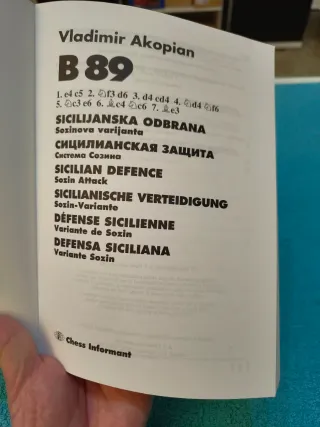 Vladimir Akopian
B 89
1. e4 c5 2. ♘f3 d6 3. d4 cd4 4. ♘d4 ♘f6
5. ♘c3 e6 6. ♗c4 ♘c6 7. ♗e3
SICILIJANSKA ODBRANA
Sozinova varijanta
СИЦИЛИАНСКАЯ ЗАЩИТА
Система Созина
SICILIAN DEFENCE
Sozin Attack
SIZILIANISCHE VERTEIDIGUNG
Sozin-Variante
DÉFENSE SICILIENNE
Variante de Sozin
DEFENSA SICILIANA
Variante Sozin
Chess Informant